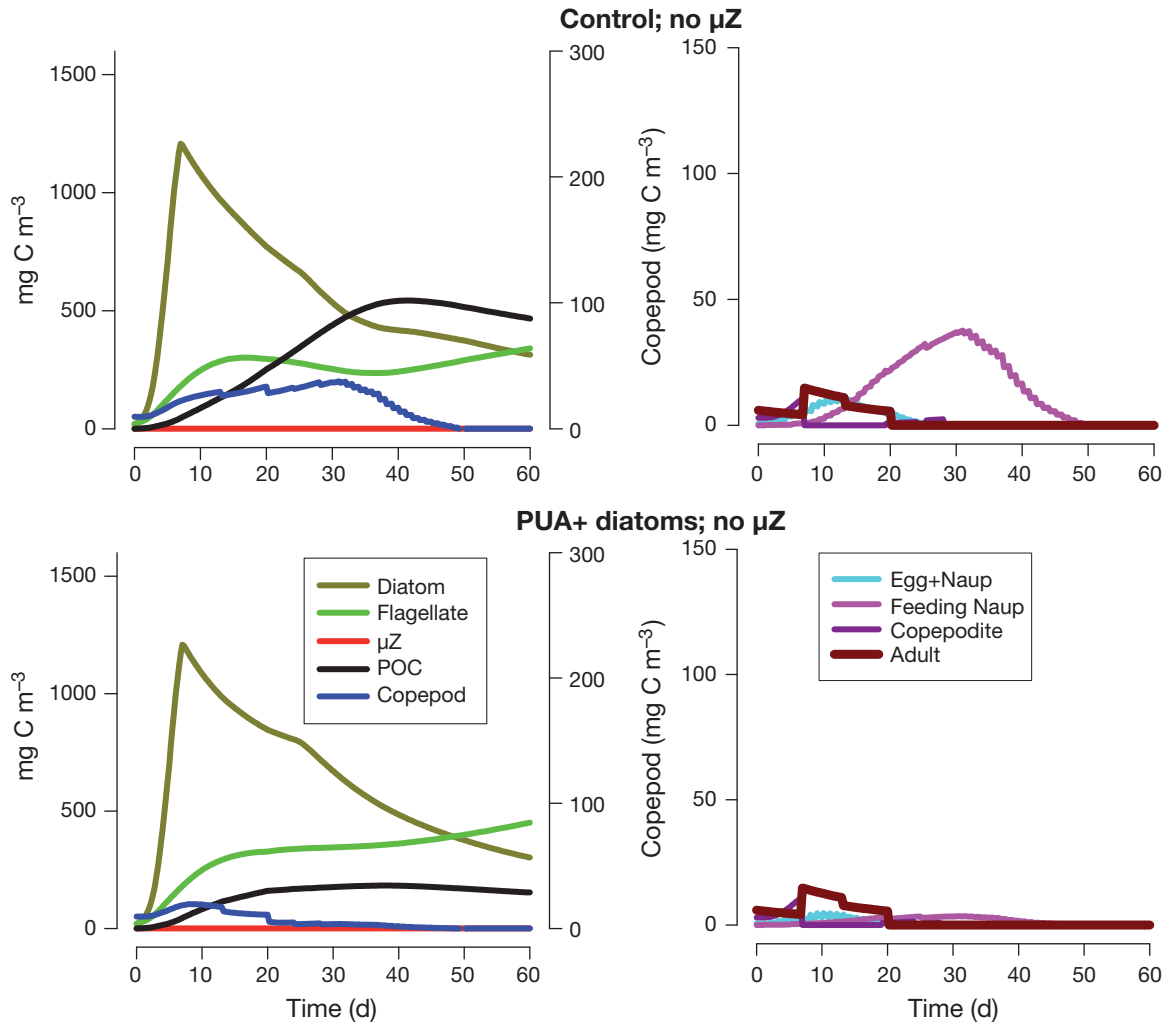 Control; no µZ
mg C m–3
1500
1000
500
0
300
200
100
0
0 10 20 30 40 50 60
Copepod (mg C m–3)
150
100
50
0
0 10 20 30 40 50 60
PUA+ diatoms; no µZ
mg C m–3
1500
1000
500
0
Diatom
Flagellate
µZ
POC
Copepod
300
200
100
0
0 10 20 30 40 50 60
Time (d)
Copepod (mg C m–3)
150
100
50
0
Egg+Naup
Feeding Naup
Copepodite
Adult
0 10 20 30 40 50 60
Time (d)